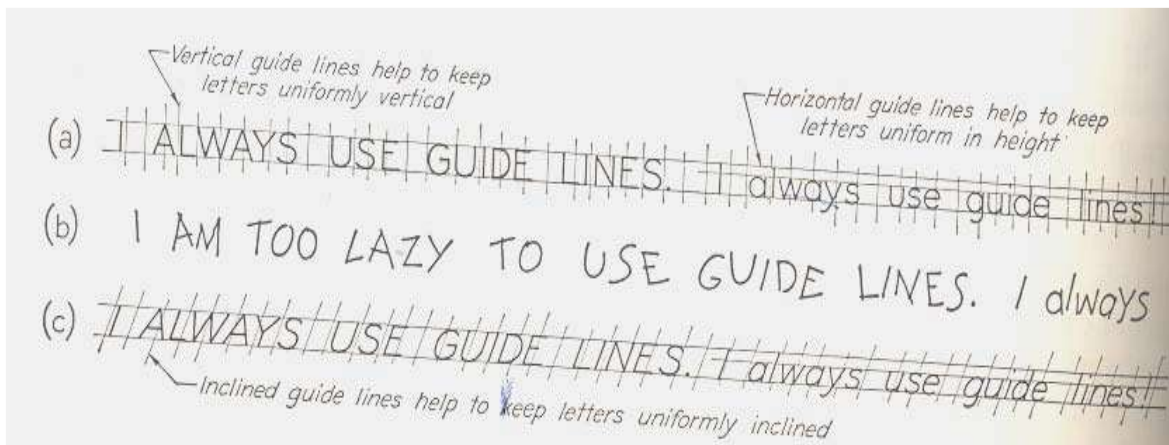 Vertical guide lines help to keep
letters uniformly vertical
Horizontal guide lines help to keep
letters uniform in height
(a) I ALWAYS USE GUIDE LINES. I always use guide lines!
(b) I AM TOO LAZY TO USE GUIDE LINES. I always
(c) I ALWAYS USE GUIDE LINES. I always use guide lines!
Inclined guide lines help to keep letters uniformly inclined